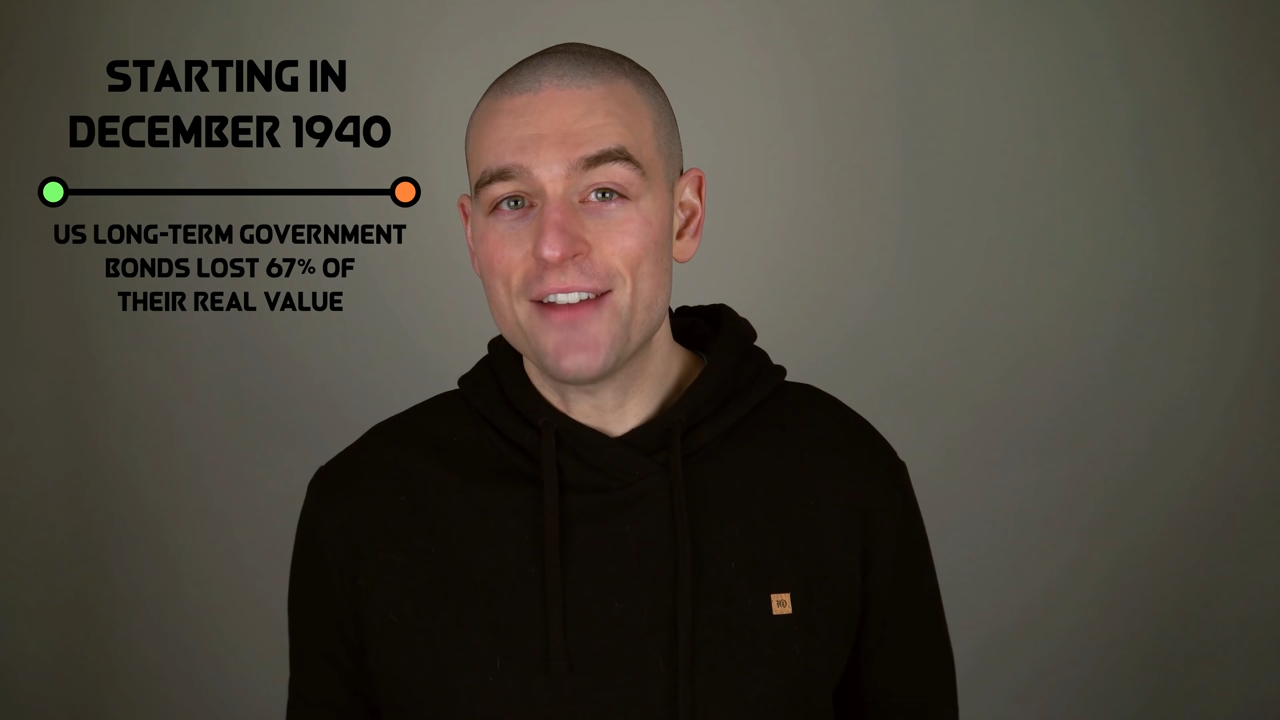 STARTING IN
DECEMBER 1940
US LONG-TERM GOVERNMENT
BONDS LOST 67% OF
THEIR REAL VALUE